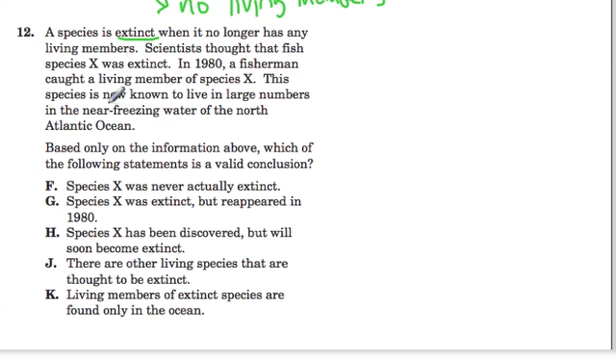 no living members
12. A species is extinct when it no longer has any
living members. Scientists thought that fish
species X was extinct. In 1980, a fisherman
caught a living member of species X. This
species is now known to live in large numbers
in the near-freezing water of the north
Atlantic Ocean.
Based only on the information above, which of
the following statements is a valid conclusion?
F. Species X was never actually extinct.
G. Species X was extinct, but reappeared in
1980.
H. Species X has been discovered, but will
soon become extinct.
J. There are other living species that are
thought to be extinct.
K. Living members of extinct species are
found only in the ocean.